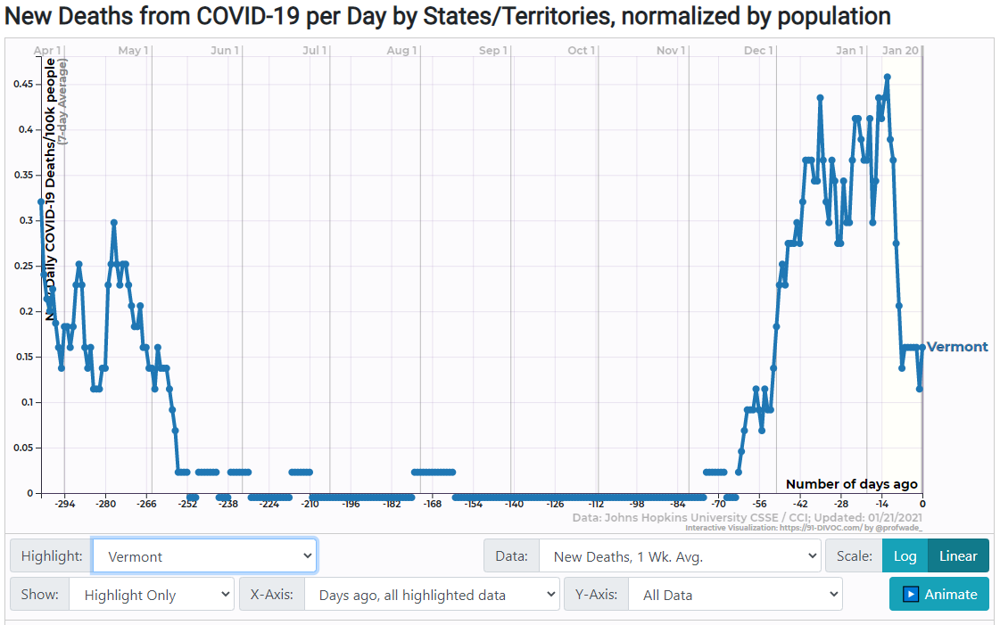 New Deaths from COVID-19 per Day by States/Territories, normalized by population
Apr 1 May 1 Jun 1 Jul 1 Aug 1 Sep 1 Oct 1 Nov 1 Dec 1 Jan 1 Jan 20
New Daily COVID-19 Deaths/100k people
(7-day Average)
0.45
0.4
0.35
0.3
0.25
0.2
0.15
0.1
0.05
0
Vermont
Number of days ago
-294 -280 -266 -252 -238 -224 -210 -196 -182 -168 -154 -140 -126 -112 -98 -84 -70 -56 -42 -28 -14 0
Data: Johns Hopkins University CSSE / CCI; Updated: 01/21/2021
Interactive Visualization: https://91-DIVOC.com/ by @profwade_
Highlight: Vermont Data: New Deaths, 1 Wk. Avg. Scale: Log Linear
Show: Highlight Only X-Axis: Days ago, all highlighted data Y-Axis: All Data Animate